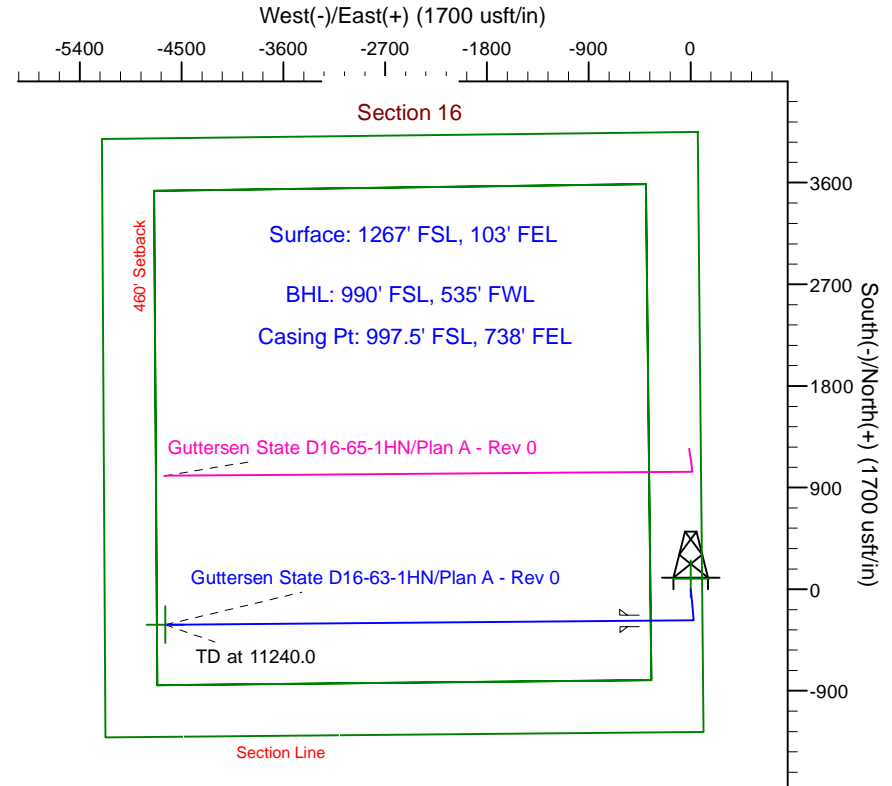 West(-)/East(+) (1700 usft/in)
-5400 -4500 -3600 -2700 -1800 -900 0
Section 16
3600
460' Setback
Surface: 1267' FSL, 103' FEL
2700
BHL: 990' FSL, 535' FWL
Casing Pt: 997.5' FSL, 738' FEL
1800
South(-)/North(+) (1700 usft/in)
Guttersen State D16-65-1HN/Plan A - Rev 0
900
Guttersen State D16-63-1HN/Plan A - Rev 0
0
TD at 11240.0
-900
Section Line